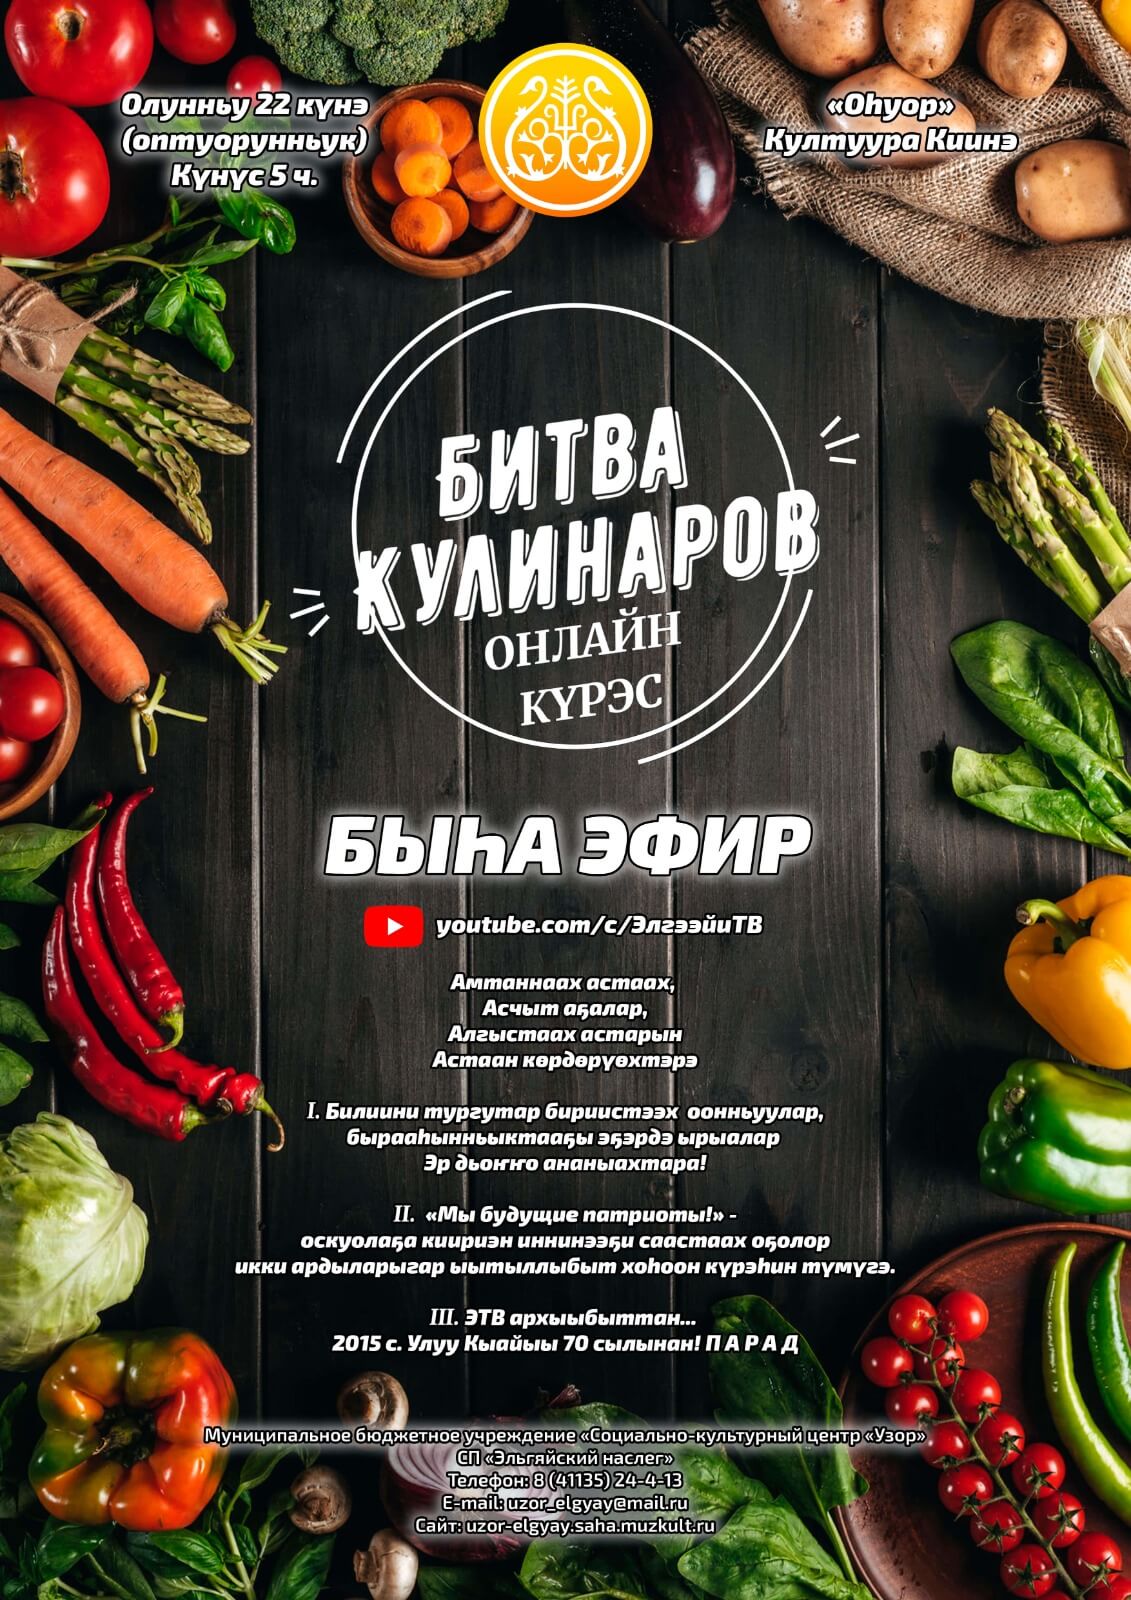 Олунньу 22 күнэ
(оптуорунньук)
Күнүс 5 ч.
«Оһуор»
Култуура Киинэ
БИТВА
КУЛИНАРОВ
ОНЛАЙН
КҮРЭС
БЫҺА ЭФИР
youtube.com/c/ЭлгээйиТВ
Амтаннаах астаах,
Асчыт аҕалар,
Алгыстаах астарын
Астаан көрдөрүөхтэрэ
I. Билиини тургутар бириистээх оонньуулар,
бырааһынньыктааҕы эҕэрдэ ырыалар
Эр дьоҥҥо ананыахтара!
II. «Мы будущие патриоты!» -
оскуолаҕа киириэн иннинээҕи саастаах оҕолор
икки ардыларыгар ыытыллыбыт хоһоон күрэһин түмүгэ.
III. ЭТВ архыыбыттан...
2015 с. Улуу Кыайыы 70 сылынан! П А Р А Д
Муниципальное бюджетное учреждение «Социально-культурный центр «Узор»
СП «Эльгяйский наслег»
Телефон: 8 (41135) 24-4-13
E-mail: uzor_elgyay@mail.ru
Сайт: uzor-elgyay.saha.muzkult.ru